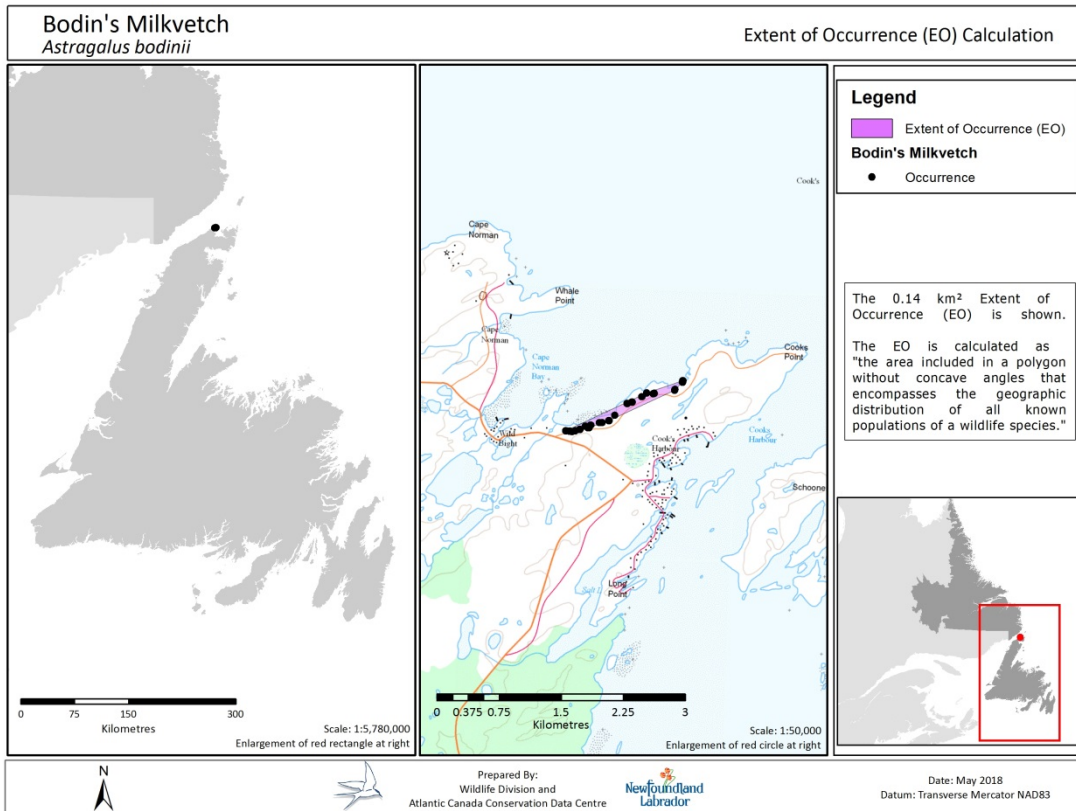 Bodin's Milkvetch
Astragalus bodinii
Extent of Occurrence (EO) Calculation
0 75 150 300
Kilometres
Scale: 1:5,780,000
Enlargement of red rectangle at right
Cook's
Cape
Norman
Whale
Point
Cape
Norman
Cape
Norman
Bay
Cooks
Point
Wild
Bight
Cook's
Harbour
Cooks
Harbour
Schoone
Long
Point
Salt L
0 0.375 0.75 1.5 2.25 3
Kilometres
Scale: 1:50,000
Enlargement of red circle at right
Legend
Extent of Occurrence (EO)
Bodin's Milkvetch
Occurrence
The 0.14 km² Extent of
Occurrence (EO) is shown.
The EO is calculated as
"the area included in a polygon
without concave angles that
encompasses the geographic
distribution of all known
populations of a wildlife species."
N
Prepared By:
Wildlife Division and
Atlantic Canada Conservation Data Centre
Newfoundland
Labrador
Date: May 2018
Datum: Transverse Mercator NAD83